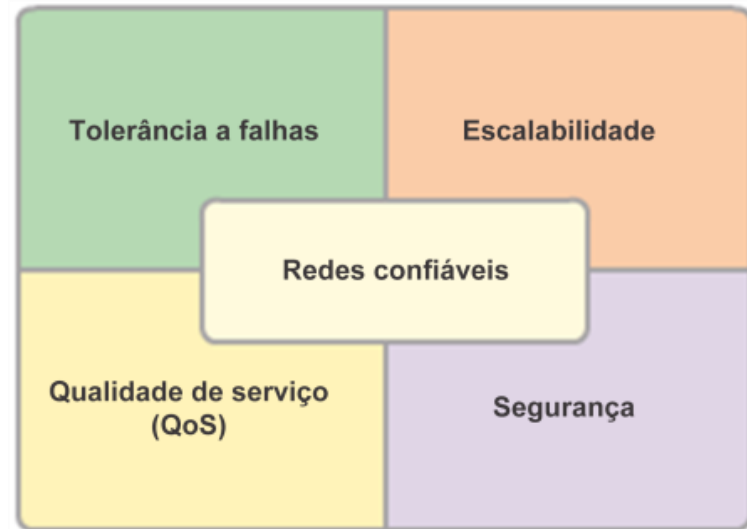 Tolerância a falhas
Escalabilidade
Redes confiáveis
Qualidade de serviço
(QoS)
Segurança